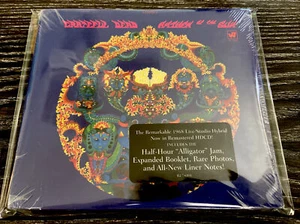 GRATEFUL DEAD ANTHEM OF THE SUN
The Remarkable 1968 Live/Studio Hybrid
Now in Remastered HDCD!
INCLUDES THE
Half-Hour "Alligator" Jam,
Expanded Booklet, Rare Photos,
and All-New Liner Notes!